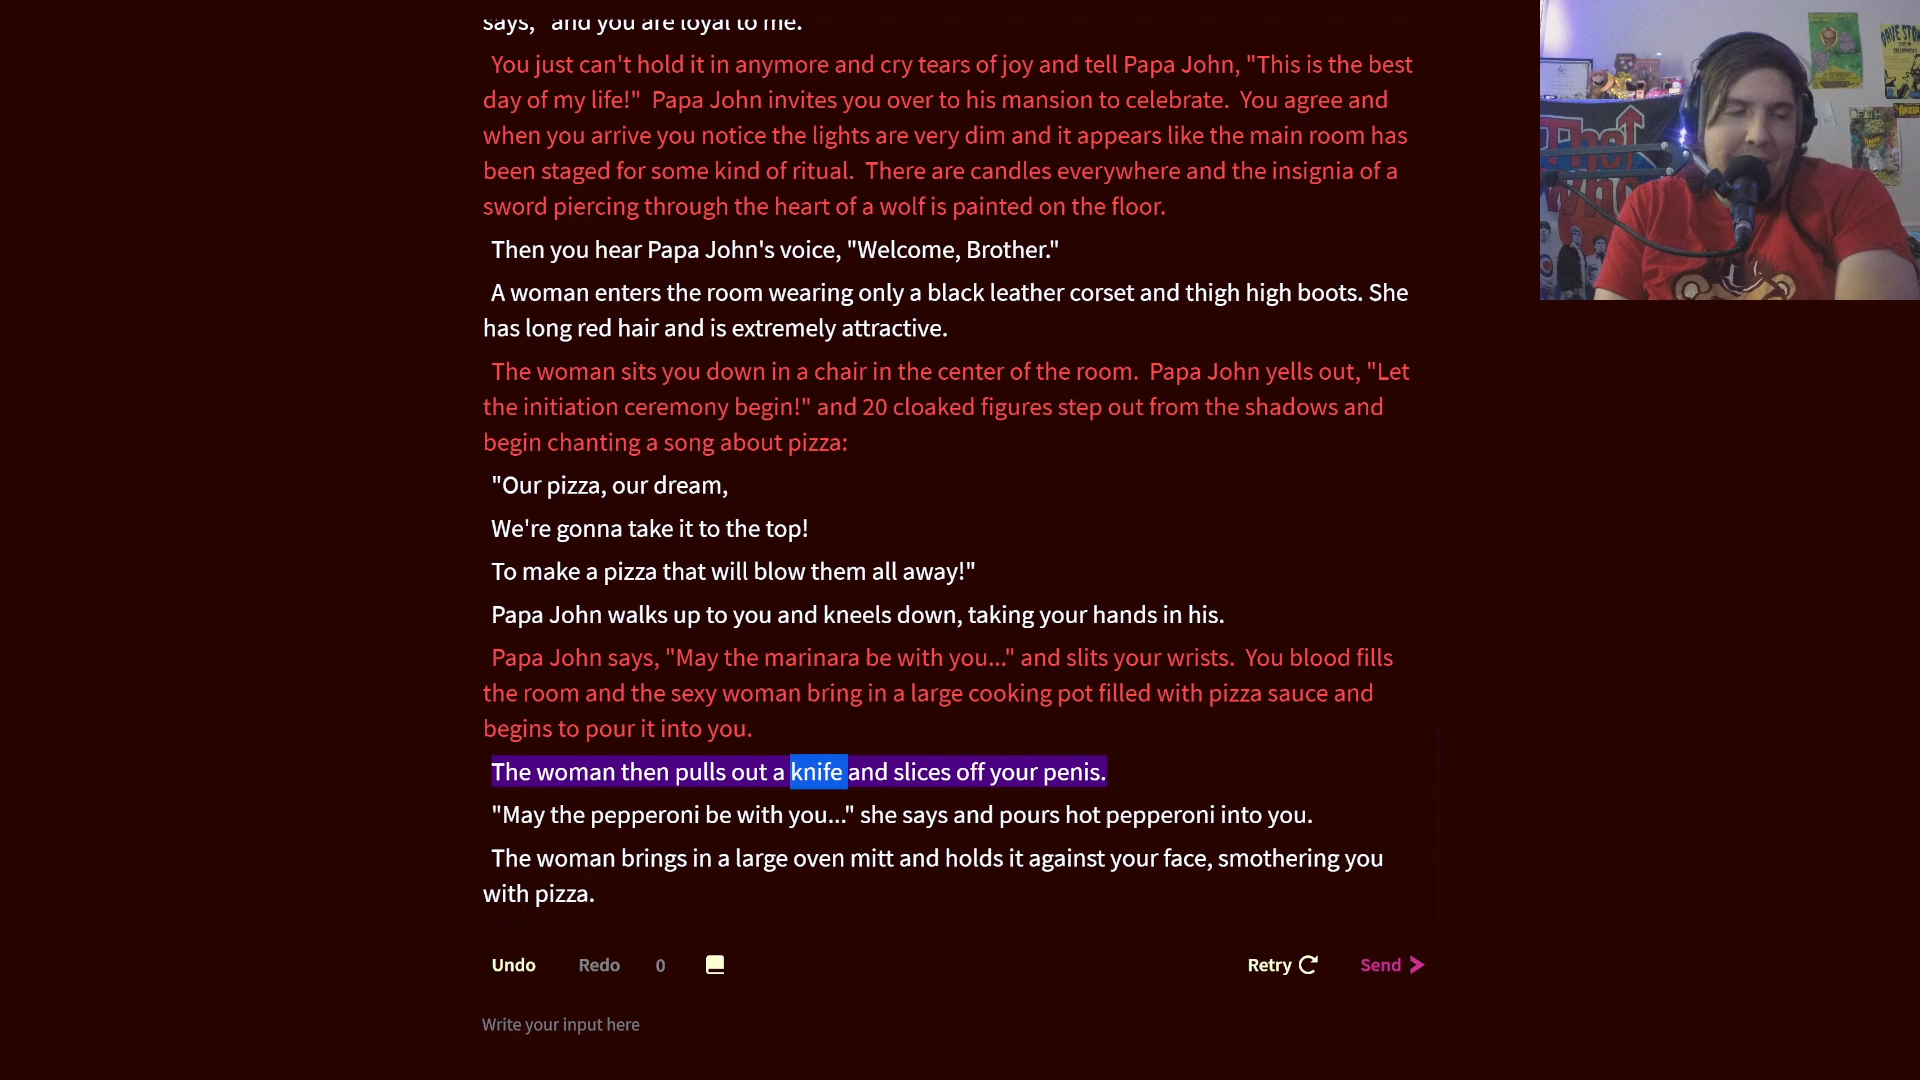 says, "and you are loyal to me.
You just can't hold it in anymore and cry tears of joy and tell Papa John, "This is the best
day of my life!"  Papa John invites you over to his mansion to celebrate.  You agree and
when you arrive you notice the lights are very dim and it appears like the main room has
been staged for some kind of ritual.  There are candles everywhere and the insignia of a
sword piercing through the heart of a wolf is painted on the floor.
Then you hear Papa John's voice, "Welcome, Brother."
A woman enters the room wearing only a black leather corset and thigh high boots. She
has long red hair and is extremely attractive.
The woman sits you down in a chair in the center of the room.  Papa John yells out, "Let
the initiation ceremony begin!" and 20 cloaked figures step out from the shadows and
begin chanting a song about pizza:
"Our pizza, our dream,
We're gonna take it to the top!
To make a pizza that will blow them all away!"
Papa John walks up to you and kneels down, taking your hands in his.
Papa John says, "May the marinara be with you..." and slits your wrists.  You blood fills
the room and the sexy woman bring in a large cooking pot filled with pizza sauce and
begins to pour it into you.
The woman then pulls out a knife and slices off your penis.
"May the pepperoni be with you..." she says and pours hot pepperoni into you.
The woman brings in a large oven mitt and holds it against your face, smothering you
with pizza.
Undo Redo 0 Retry Send
Write your input here
The
Who